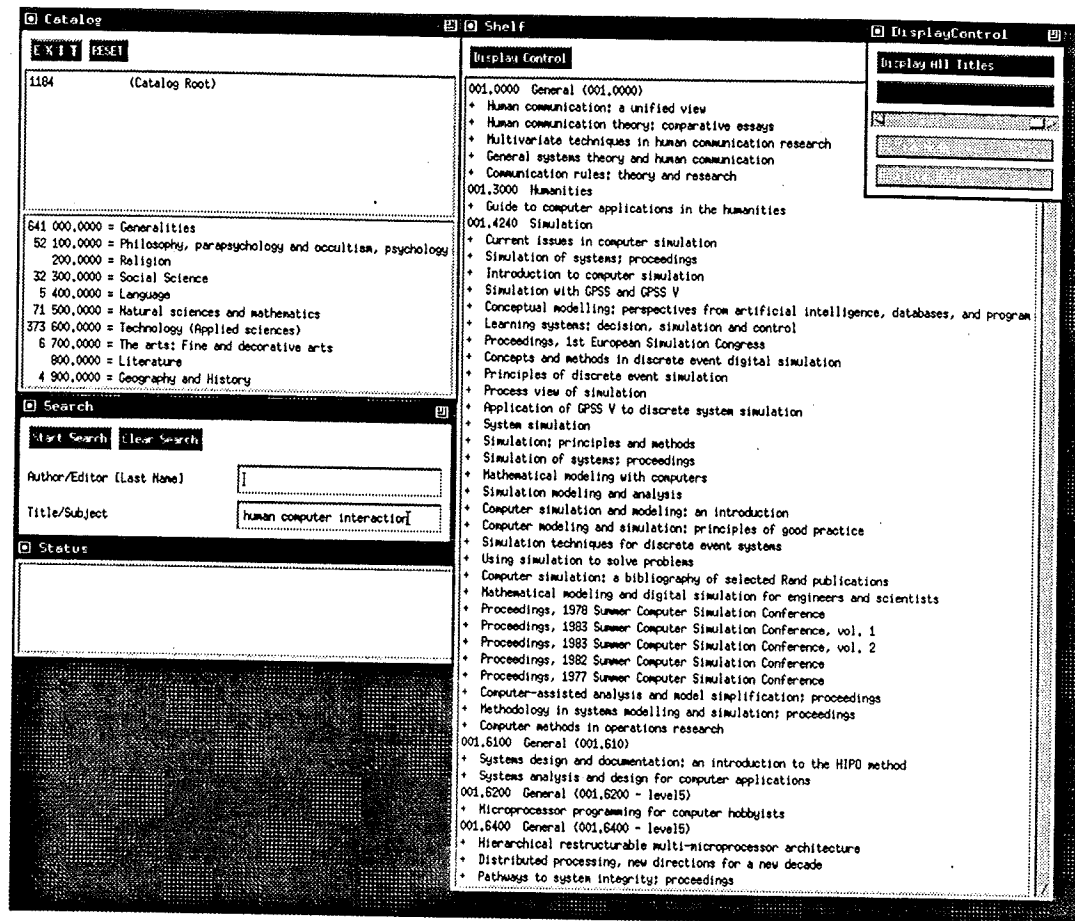 Catalog
EXIT RESET
1184 (Catalog Root)
641 000.0000 = Generalities
52 100.0000 = Philosophy, parapsychology and occultism, psychology
200.0000 = Religion
32 300.0000 = Social Science
5 400.0000 = Language
71 500.0000 = Natural sciences and mathematics
373 600.0000 = Technology (Applied sciences)
6 700.0000 = The arts; Fine and decorative arts
800.0000 = Literature
4 900.0000 = Geography and History
Search
Start Search Clear Search
Author/Editor [Last Name]
Title/Subject human computer interaction
Status
Shelf
Display Control
001.0000 General (001.0000)
+ Human communication: a unified view
+ Human communication theory; comparative essays
+ Multivariate techniques in human communication research
+ General systems theory and human communication
+ Communication rules; theory and research
001.3000 Humanities
+ Guide to computer applications in the humanities
001.4240 Simulation
+ Current issues in computer simulation
+ Simulation of systems; proceedings
+ Introduction to computer simulation
+ Simulation with GPSS and GPSS V
+ Conceptual modelling: perspectives from artificial intelligence, databases, and program
+ Learning systems: decision, simulation and control
+ Proceedings, 1st European Simulation Congress
+ Concepts and methods in discrete event digital simulation
+ Principles of discrete event simulation
+ Process view of simulation
+ Application of GPSS V to discrete system simulation
+ System simulation
+ Simulation; principles and methods
+ Simulation of systems; proceedings
+ Mathematical modeling with computers
+ Simulation modeling and analysis
+ Computer simulation and modeling: an introduction
+ Computer modeling and simulation: principles of good practice
+ Simulation techniques for discrete event systems
+ Using simulation to solve problems
+ Computer simulation: a bibliography of selected Rand publications
+ Mathematical modeling and digital simulation for engineers and scientists
+ Proceedings, 1978 Summer Computer Simulation Conference
+ Proceedings, 1983 Summer Computer Simulation Conference, vol. 1
+ Proceedings, 1983 Summer Computer Simulation Conference, vol. 2
+ Proceedings, 1982 Summer Computer Simulation Conference
+ Proceedings, 1977 Summer Computer Simulation Conference
+ Computer-assisted analysis and model simplification; proceedings
+ Methodology in systems modelling and simulation; proceedings
+ Computer methods in operations research
001.6100 General (001.610)
+ Systems design and documentation: an introduction to the HIPO method
+ Systems analysis and design for computer applications
001.6200 General (001.6200 - level5)
+ Microprocessor programming for computer hobbyists
001.6400 General (001.6400 - level5)
+ Hierarchical restructurable multi-microprocessor architecture
+ Distributed processing, new directions for a new decade
+ Pathways to system integrity; proceedings
DisplayControl
Display All Titles